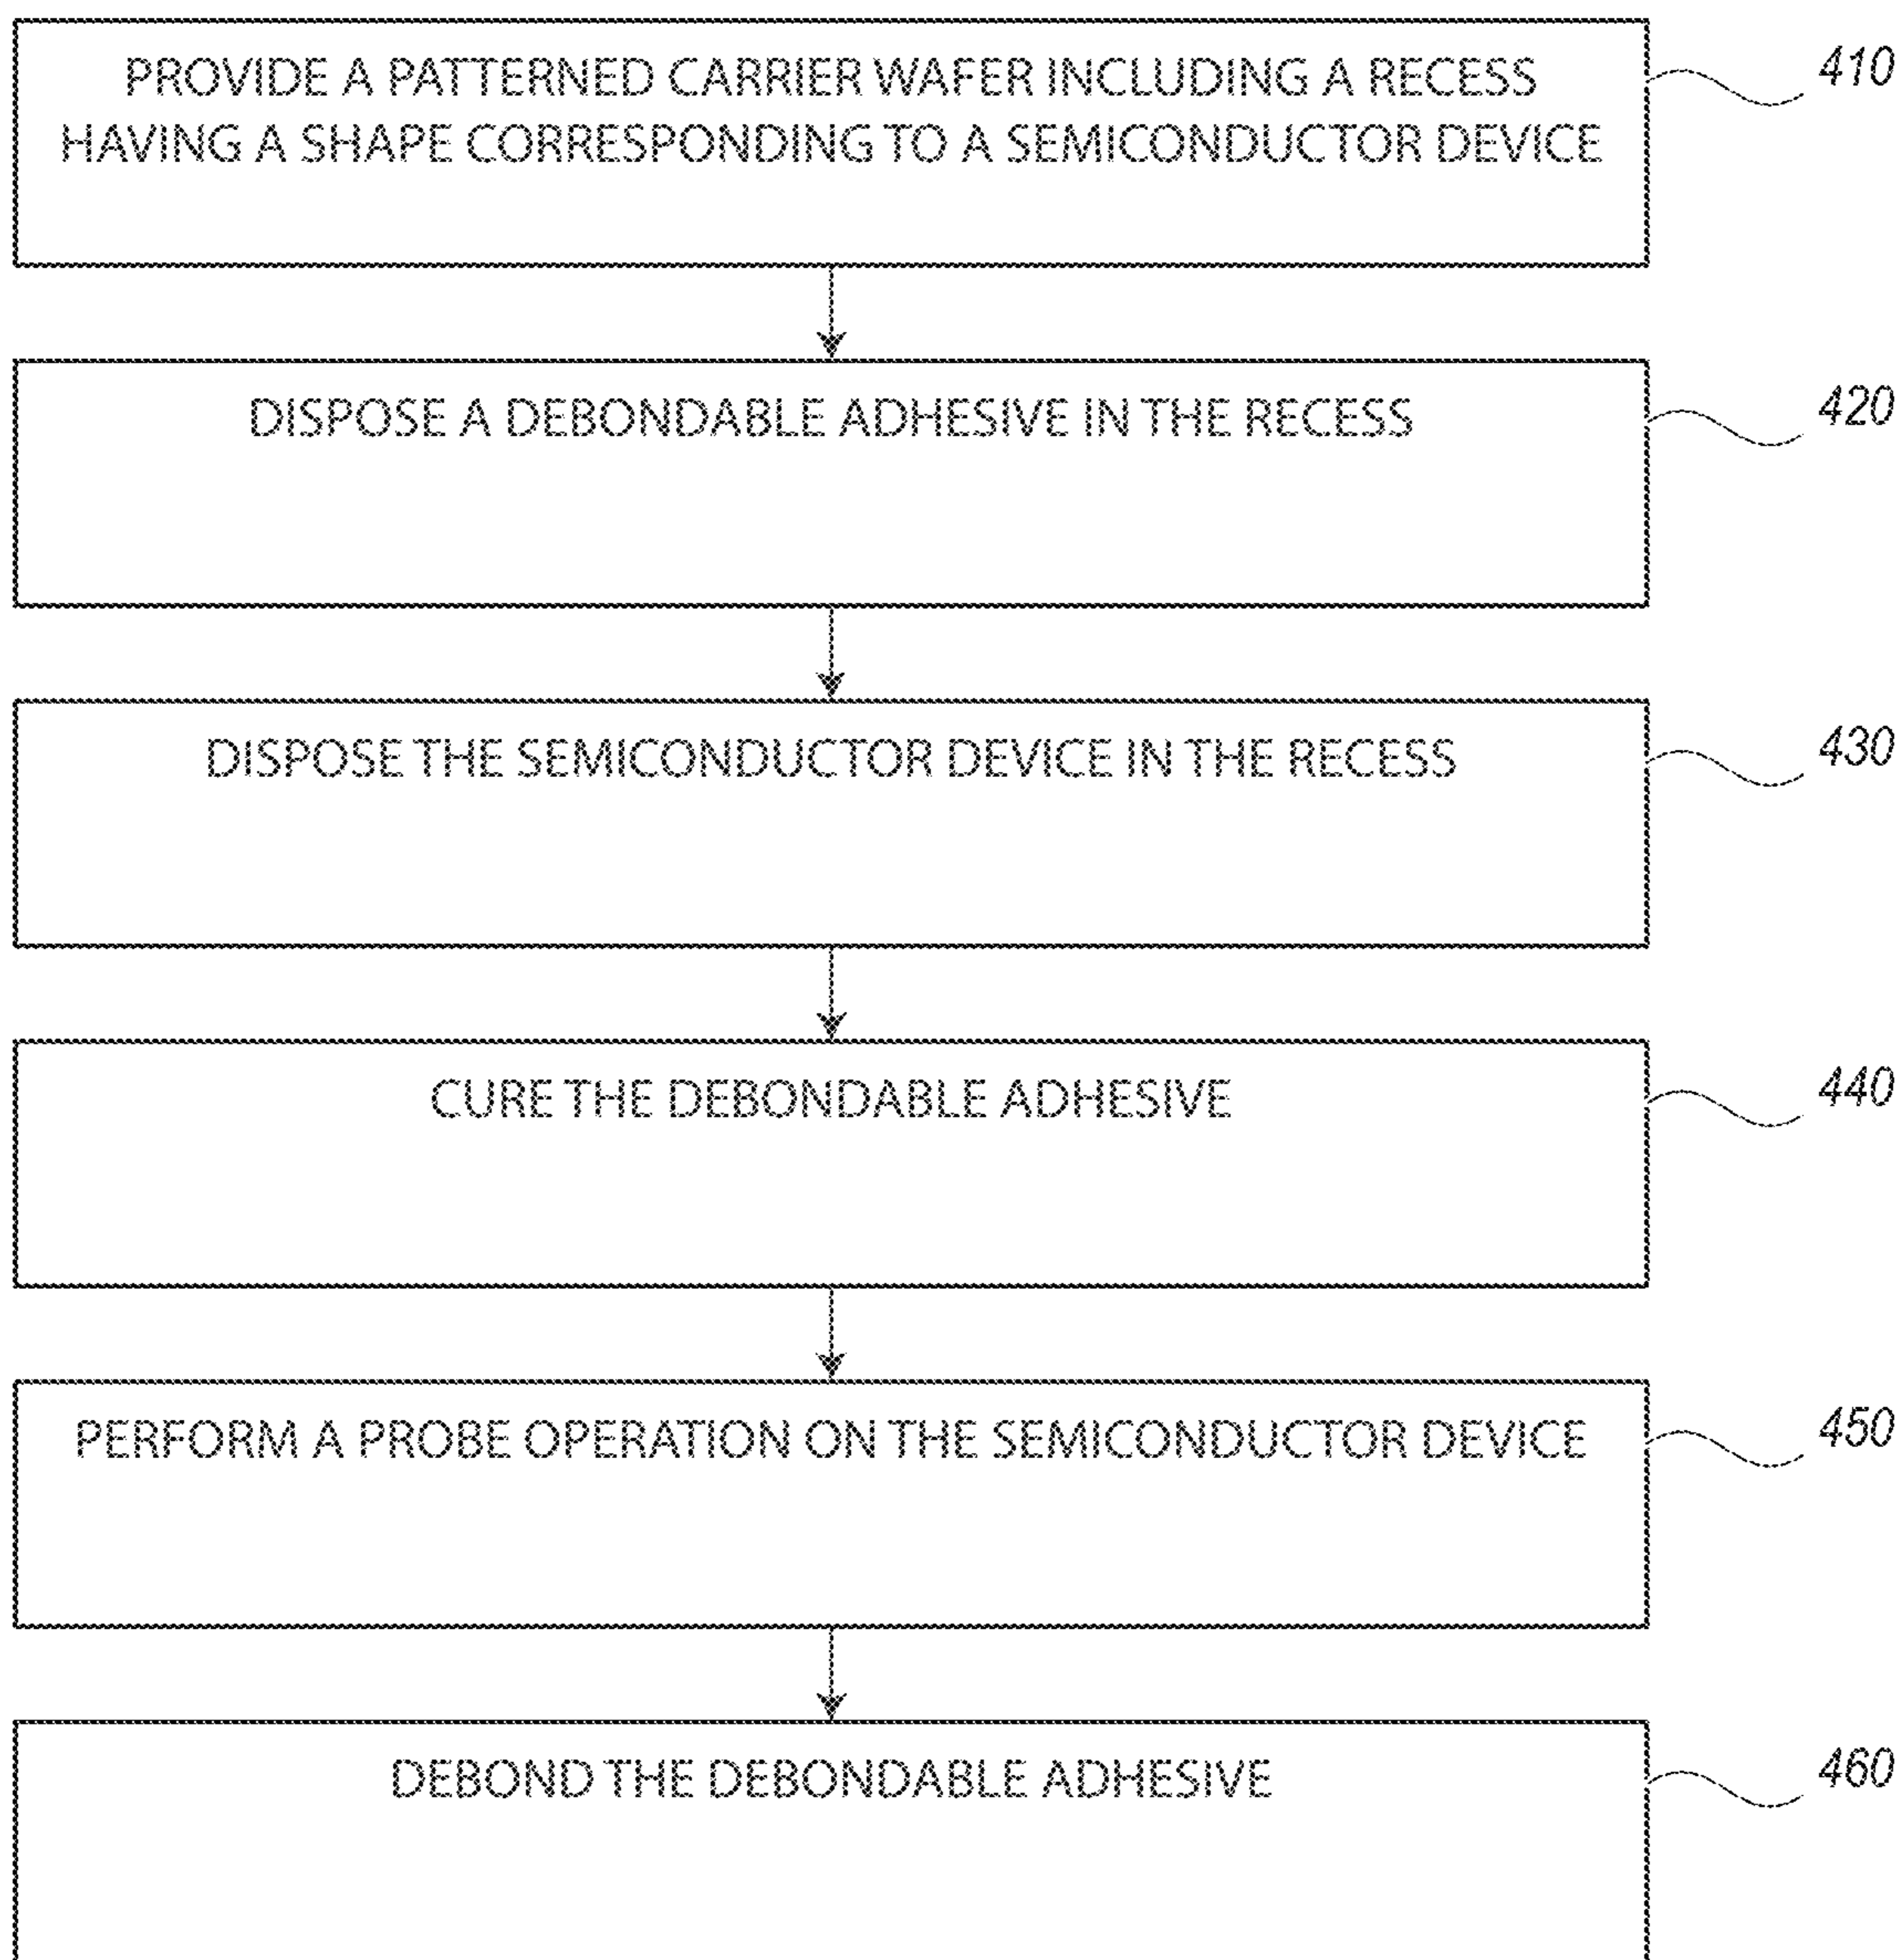 PROVIDE A PATTERNED CARRIER WAFER INCLUDING A RECESS
HAVING A SHAPE CORRESPONDING TO A SEMICONDUCTOR DEVICE
410
DISPOSE A DEBONDABLE ADHESIVE IN THE RECESS
420
DISPOSE THE SEMICONDUCTOR DEVICE IN THE RECESS
430
CURE THE DEBONDABLE ADHESIVE
440
PERFORM A PROBE OPERATION ON THE SEMICONDUCTOR DEVICE
450
DEBOND THE DEBONDABLE ADHESIVE
460